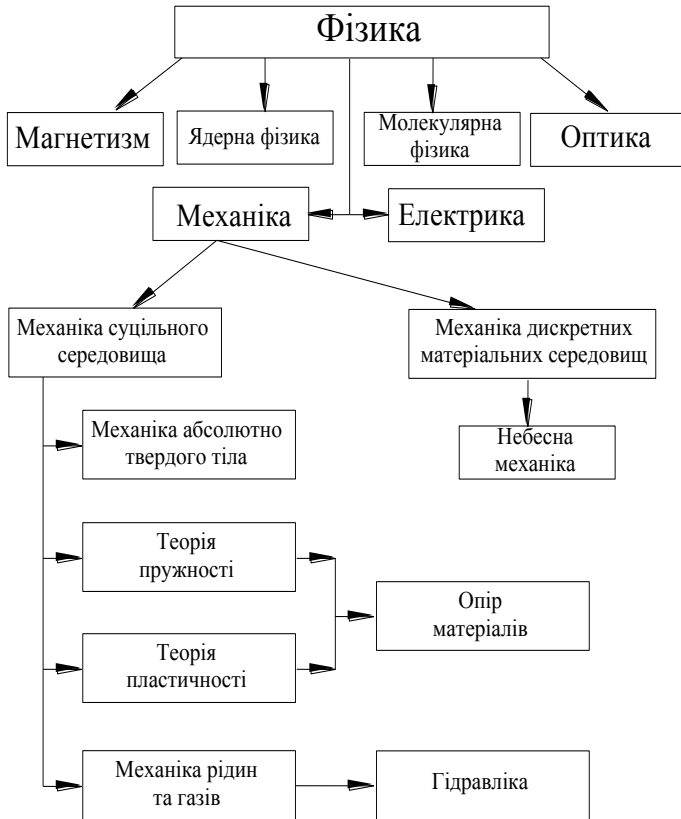 Фізика
Магнетизм
Ядерна фізика
Молекулярна
фізика
Оптика
Механіка
Електрика
Механіка суцільного
середовища
Механіка дискретних
матеріальних середовищ
Механіка абсолютно
твердого тіла
Небесна
механіка
Теорія
пружності
Опір
матеріалів
Теорія
пластичності
Механіка рідин
та газів
Гідравліка